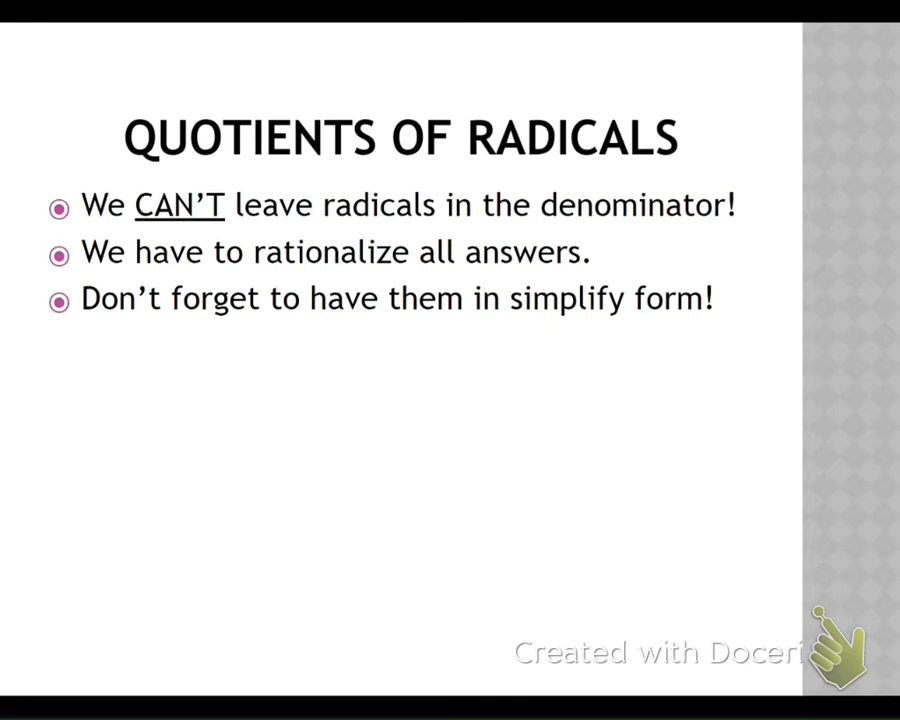 QUOTIENTS OF RADICALS
We CAN'T leave radicals in the denominator!
We have to rationalize all answers.
Don't forget to have them in simplify form!
Created with Doceri